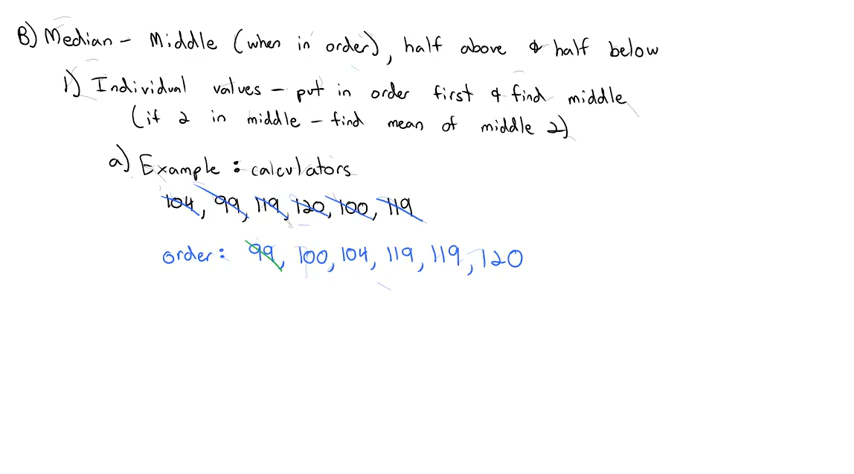 B) Median - Middle (when in order), half above & half below
1) Individual values - put in order first & find middle
(if 2 in middle - find mean of middle 2)
a) Example: calculators
104, 99, 119, 120, 100, 119
order: 99, 100, 104, 119, 119, 120